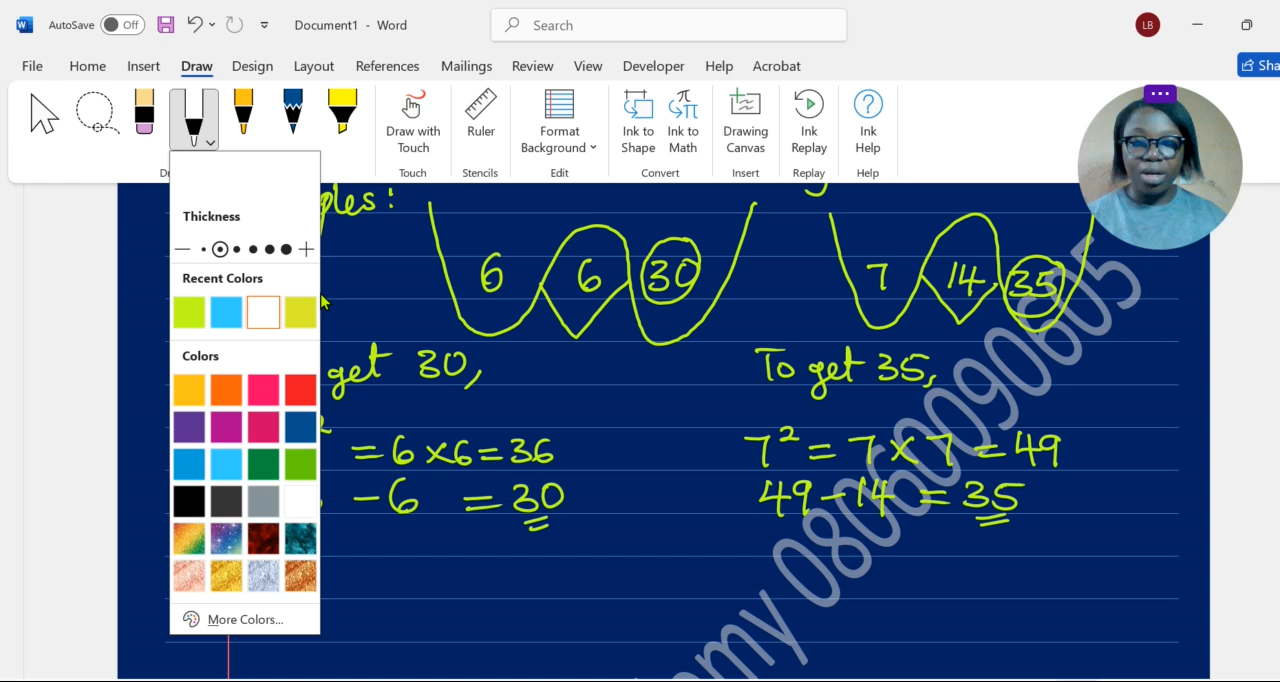 AutoSave Off Document1 - Word Search LB
File Home Insert Draw Design Layout References Mailings Review View Developer Help Acrobat
Draw with Touch
Ruler
Format Background
Ink to Shape
Ink to Math
Drawing Canvas
Ink Replay
Ink Help
Touch Stencils Edit Convert Insert Replay Help
Thickness
Recent Colors
Colors
More Colors...
ples:
6 6 30
7 14 35
get 30,
= 6 × 6 = 36
- 6 = 30
To get 35,
7² = 7 × 7 = 49
49 - 14 = 35
08060090605